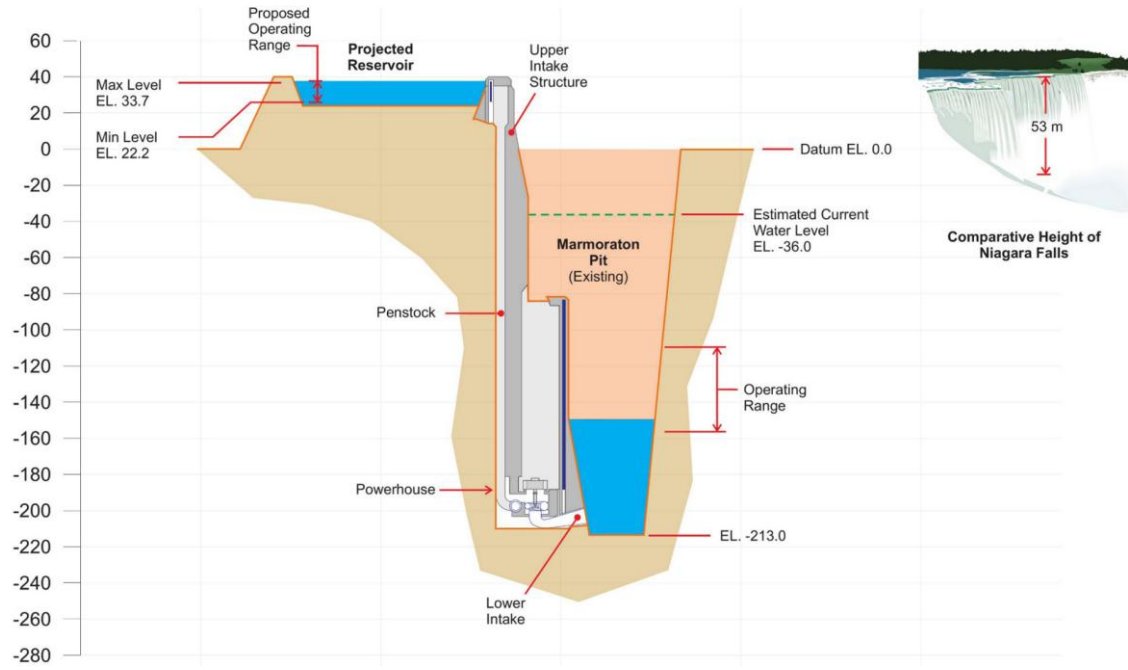 60
40
20
0
-20
-40
-60
-80
-100
-120
-140
-160
-180
-200
-220
-240
-260
-280
Proposed
Operating
Range
Projected
Reservoir
Upper
Intake
Structure
Max Level
EL. 33.7
Min Level
EL. 22.2
Datum EL. 0.0
53 m
Comparative Height of
Niagara Falls
Estimated Current
Water Level
EL. -36.0
Marmoraton
Pit
(Existing)
Penstock
Operating
Range
Powerhouse
EL. -213.0
Lower
Intake